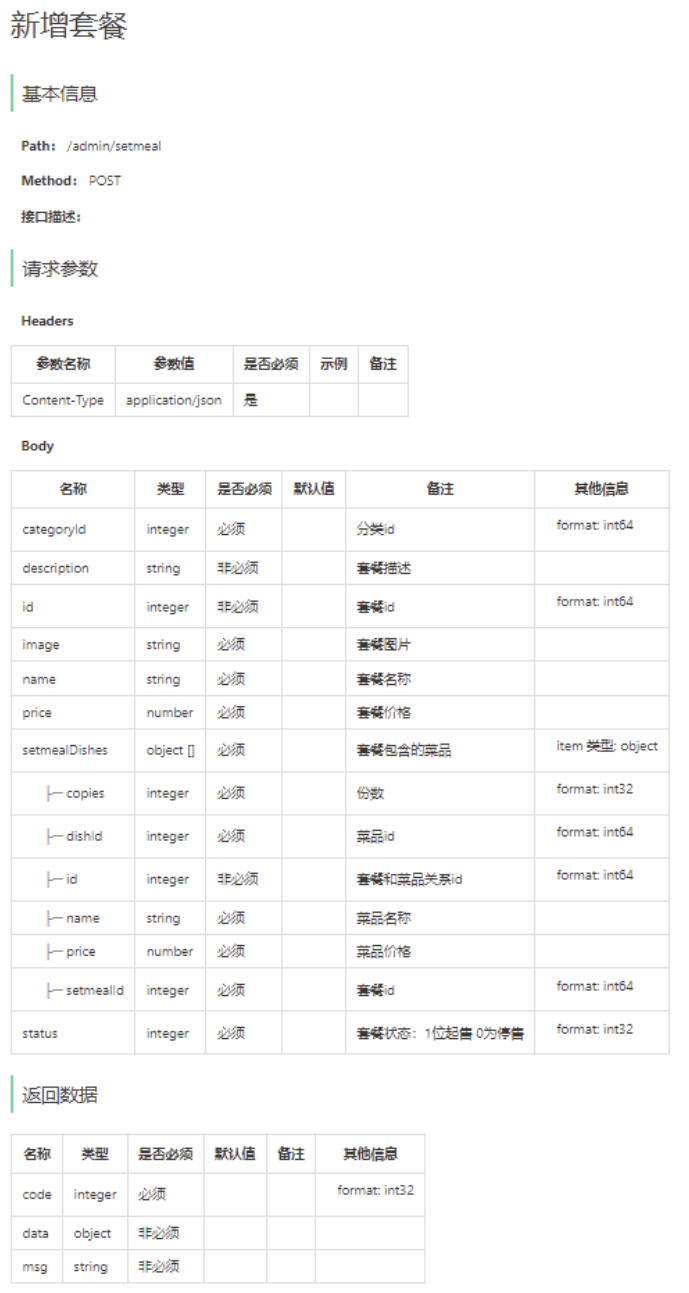 新增套餐
基本信息
Path： /admin/setmeal
Method： POST
接口描述：
请求参数
Headers
参数名称 参数值 是否必须 示例 备注
Content-Type application/json 是
Body
名称 类型 是否必须 默认值 备注 其他信息
categoryId integer 必须 分类id format: int64
description string 非必须 套餐描述
id integer 非必须 套餐id format: int64
image string 必须 套餐图片
name string 必须 套餐名称
price number 必须 套餐价格
setmealDishes object [] 必须 套餐包含的菜品 item 类型: object
├─ copies integer 必须 份数 format: int32
├─ dishId integer 必须 菜品id format: int64
├─ id integer 非必须 套餐和菜品关系id format: int64
├─ name string 必须 菜品名称
├─ price number 必须 菜品价格
├─ setmealId integer 必须 套餐id format: int64
status integer 必须 套餐状态：1位起售 0为停售 format: int32
返回数据
名称 类型 是否必须 默认值 备注 其他信息
code integer 必须 format: int32
data object 非必须
msg string 非必须